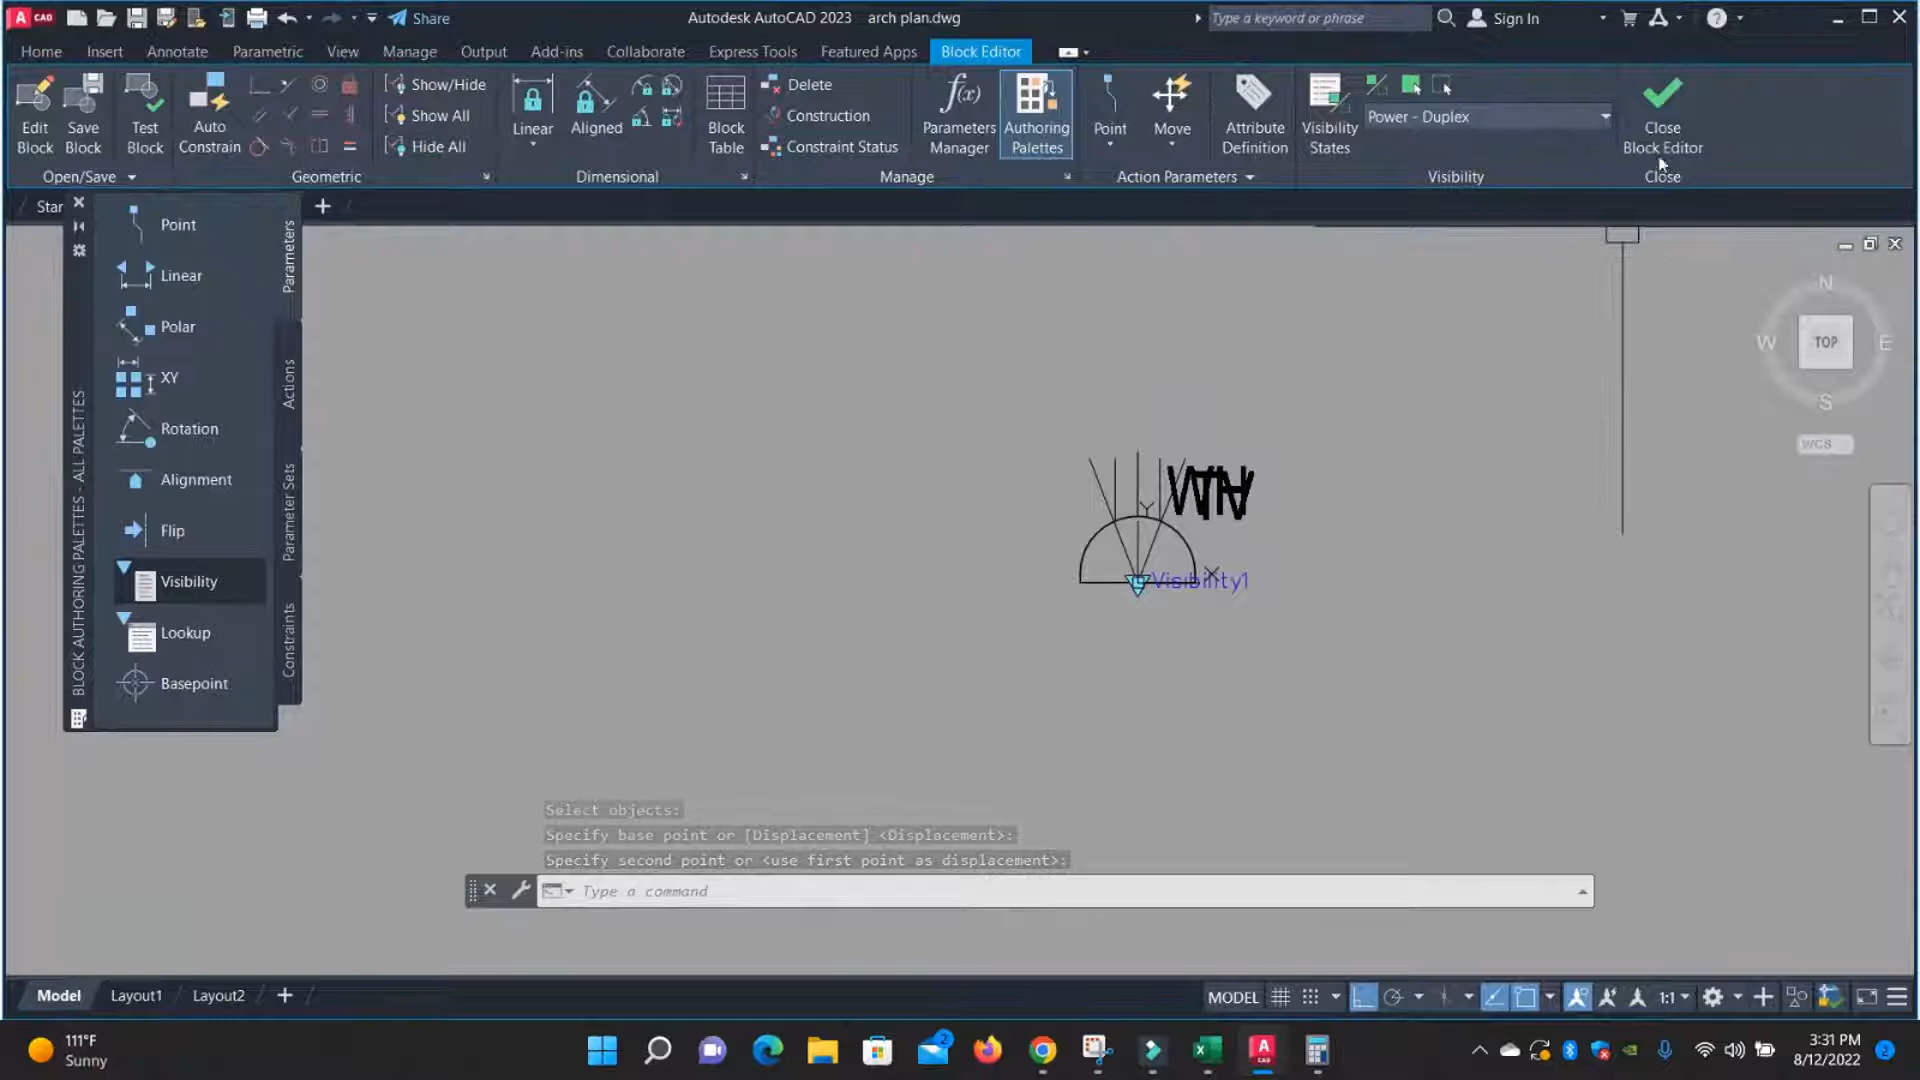 A CAD
Share
Autodesk AutoCAD 2023 arch plan.dwg
Type a keyword or phrase
Sign In
?
Home Insert Annotate Parametric View Manage Output Add-ins Collaborate Express Tools Featured Apps Block Editor
Edit Block
Save Block
Test Block
Auto Constrain
Show/Hide
Show All
Hide All
Linear
Aligned
Block Table
Delete
Construction
Constraint Status
f(x)
Parameters Manager
Authoring Palettes
Point
Move
Attribute Definition
Visibility States
Power - Duplex
Close Block Editor
Open/Save Geometric Dimensional Manage Action Parameters Visibility Close
Star
Point
Linear
Polar
XY
Rotation
Alignment
Flip
Visibility
Lookup
Basepoint
Parameters
Actions
Parameter Sets
Constraints
BLOCK AUTHORING PALETTES - ALL PALETTES
N
W TOP E
S
WCS
Y
X
Visibility1
Select objects:
Specify base point or [Displacement] <Displacement>:
Specify second point or <use first point as displacement>:
Type a command
Model Layout1 Layout2 +
MODEL
1:1
111°F
Sunny
2
A CAD
3:31 PM
8/12/2022
2